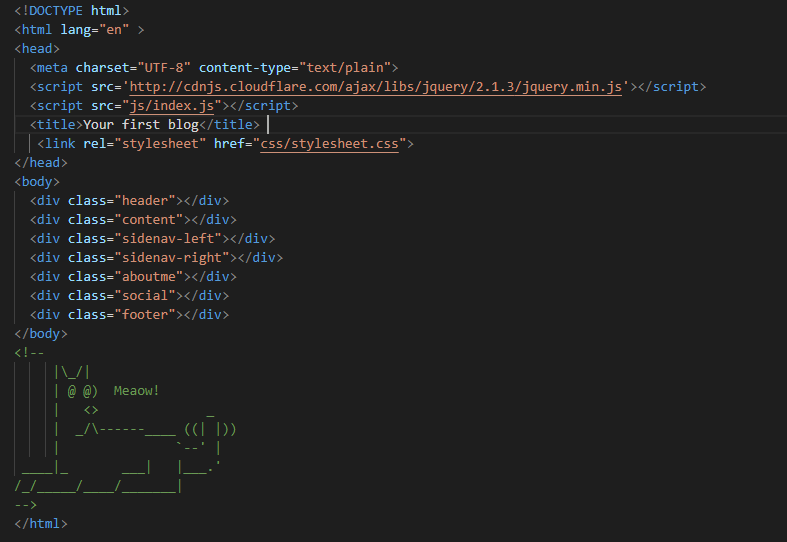 <!DOCTYPE html>
<html lang="en" >
<head>
  <meta charset="UTF-8" content-type="text/plain">
  <script src='http://cdnjs.cloudflare.com/ajax/libs/jquery/2.1.3/jquery.min.js'></script>
  <script src="js/index.js"></script>
  <title>Your first blog</title>
   <link rel="stylesheet" href="css/stylesheet.css">
</head>
<body>
  <div class="header"></div>
  <div class="content"></div>
  <div class="sidenav-left"></div>
  <div class="sidenav-right"></div>
  <div class="aboutme"></div>
  <div class="social"></div>
  <div class="footer"></div>
</body>
<!--
     |\_/|
     | @ @)  Meaow!
     |   <>              _
     |  _/\------____ ((| |))
     |               `--' |
 ____|_       ___|   |___.'
/_/_____/____/_______|
-->
</html>